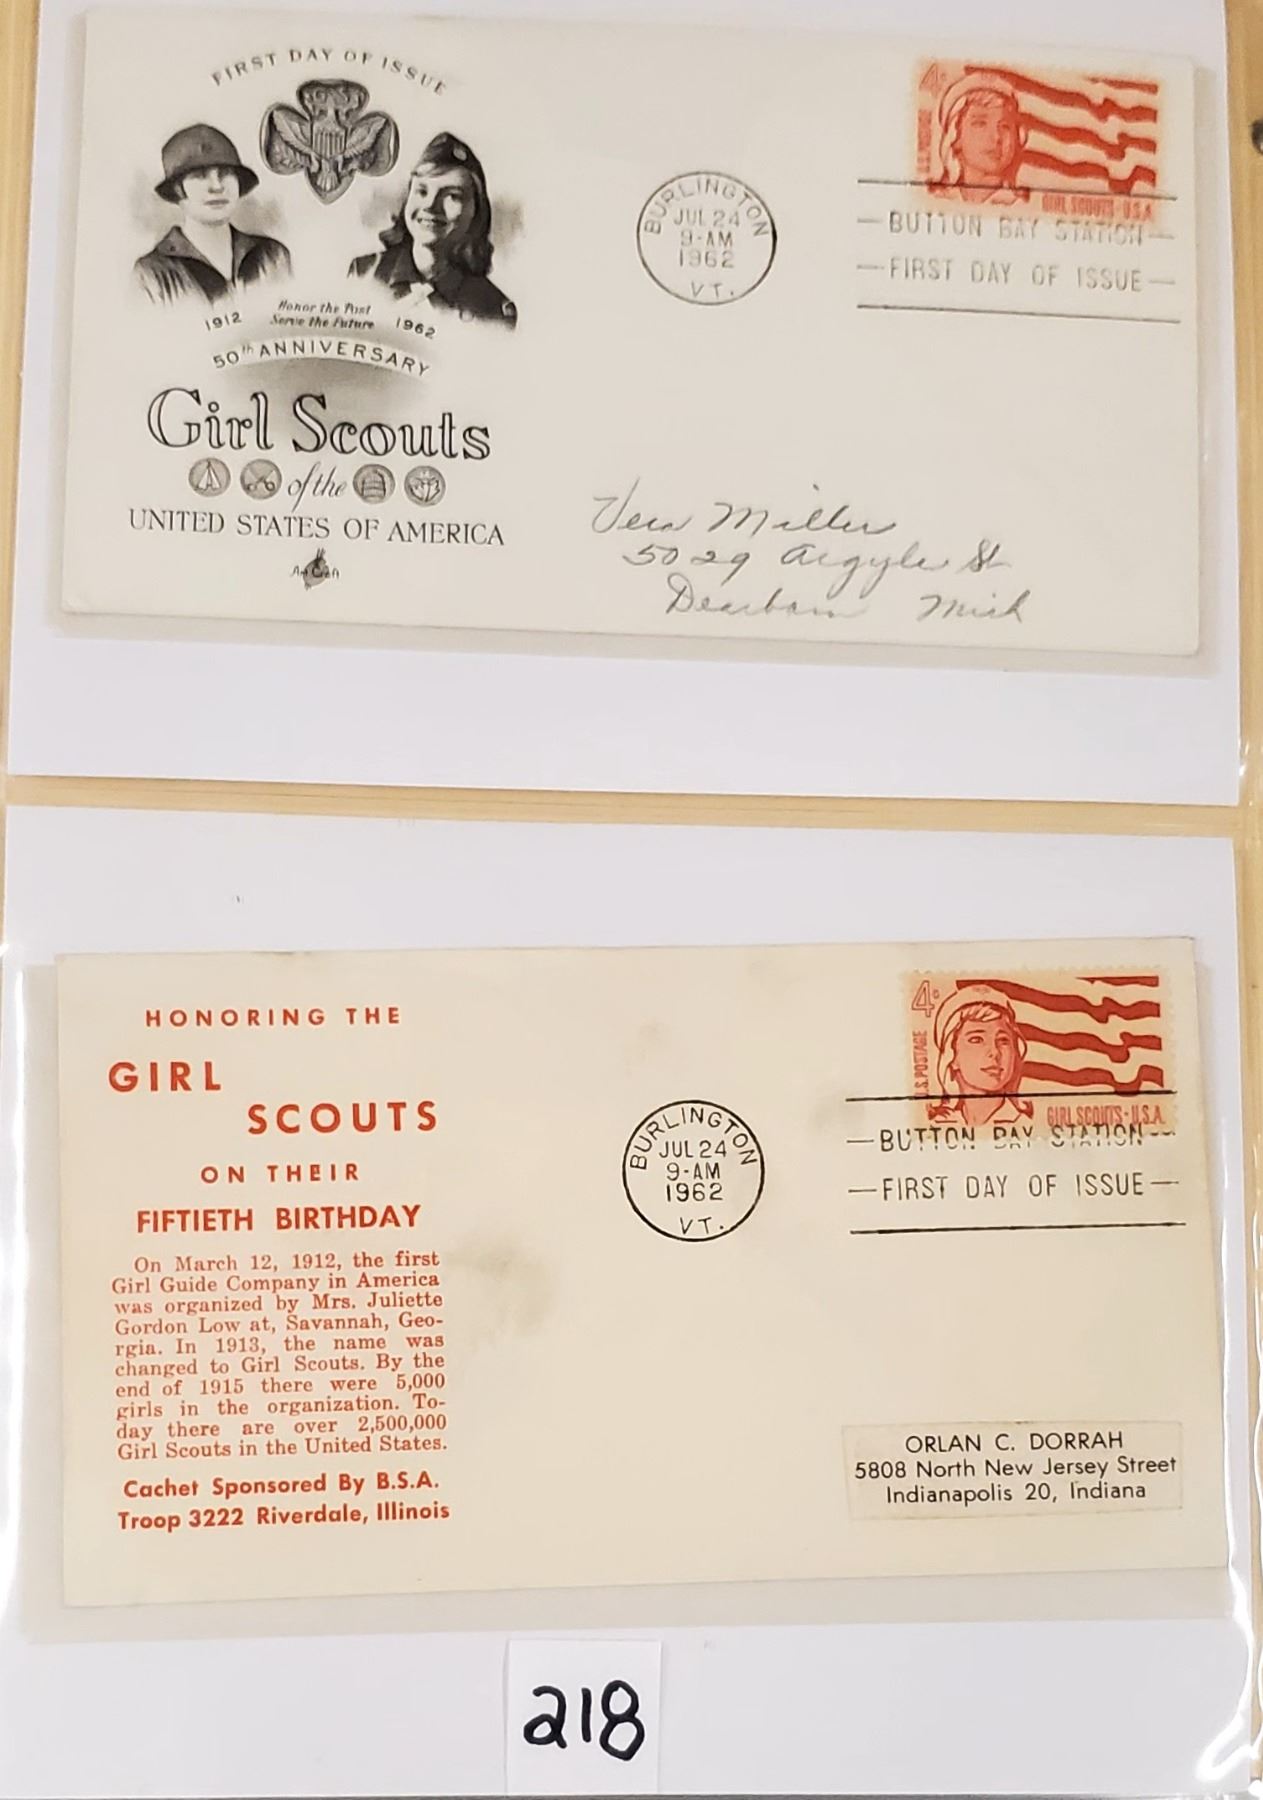 FIRST DAY OF ISSUE
1912
Honor the Past
Serve the Future
1962
50th ANNIVERSARY
Girl Scouts
of the
UNITED STATES OF AMERICA
Art Craft
BURLINGTON
JUL 24
9-AM
1962
VT.
4c
GIRL SCOUTS-U.S.A.
BUTTON BAY STATION
FIRST DAY OF ISSUE
Vera Miller
5029 Argyle St
Dearborn Mich
HONORING THE
GIRL
SCOUTS
ON THEIR
FIFTIETH BIRTHDAY
On March 12, 1912, the first
Girl Guide Company in America
was organized by Mrs. Juliette
Gordon Low at, Savannah, Geo-
rgia. In 1913, the name was
changed to Girl Scouts. By the
end of 1915 there were 5,000
girls in the organization. To-
day there are over 2,500,000
Girl Scouts in the United States.
Cachet Sponsored By B.S.A.
Troop 3222 Riverdale, Illinois
BURLINGTON
JUL 24
9-AM
1962
VT.
4c
U.S. POSTAGE
GIRL SCOUTS-U.S.A.
BUTTON BAY STATION
FIRST DAY OF ISSUE
ORLAN C. DORRAH
5808 North New Jersey Street
Indianapolis 20, Indiana
218